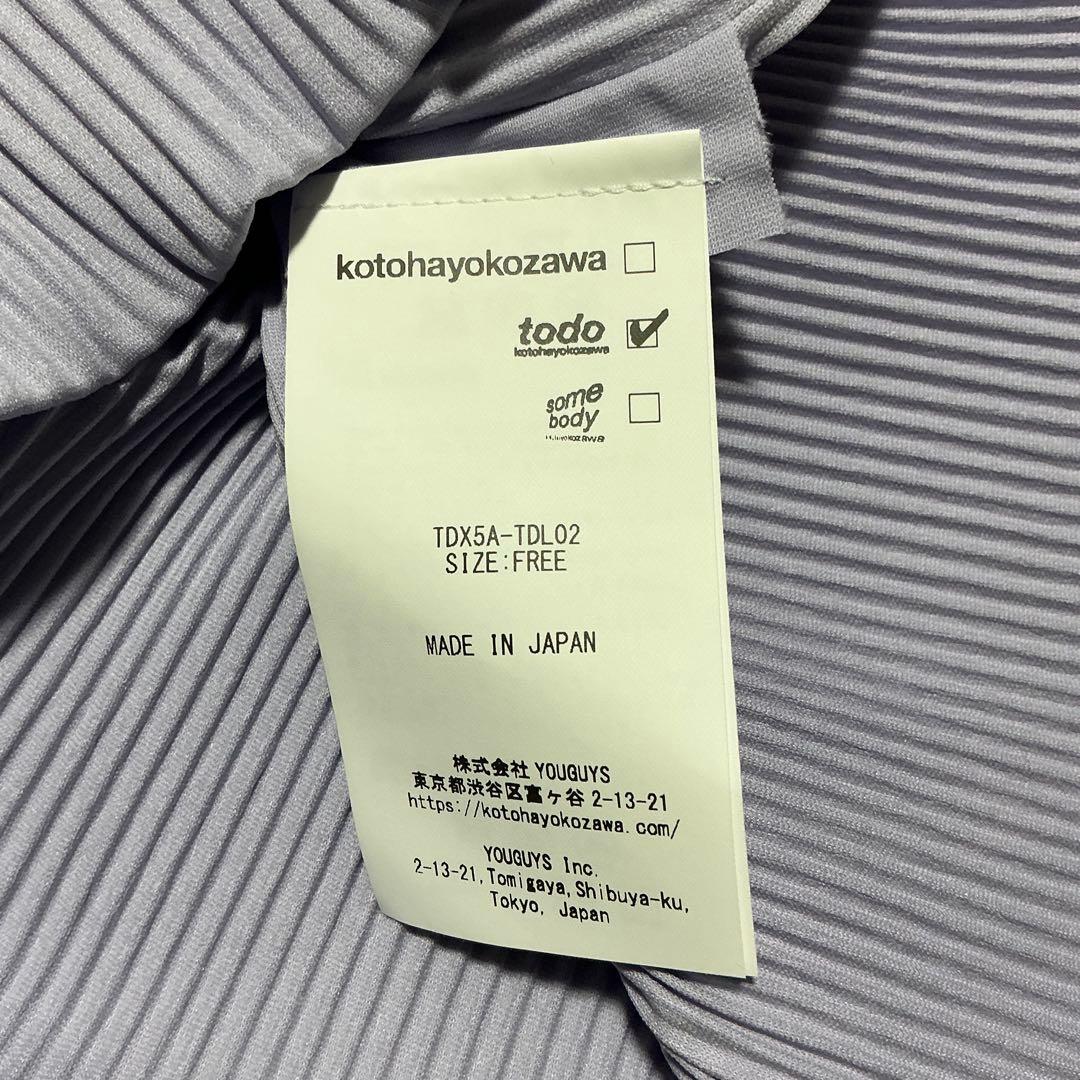 kotohayokozawa
todo
kotohayokozawa
some
body
TDX5A-TDL02
SIZE:FREE
MADE IN JAPAN
株式会社 YOUGUYS
東京都渋谷区富ヶ谷 2-13-21
https://kotohayokozawa.com/
YOUGUYS Inc.
2-13-21, Tomigaya, Shibuya-ku,
Tokyo, Japan